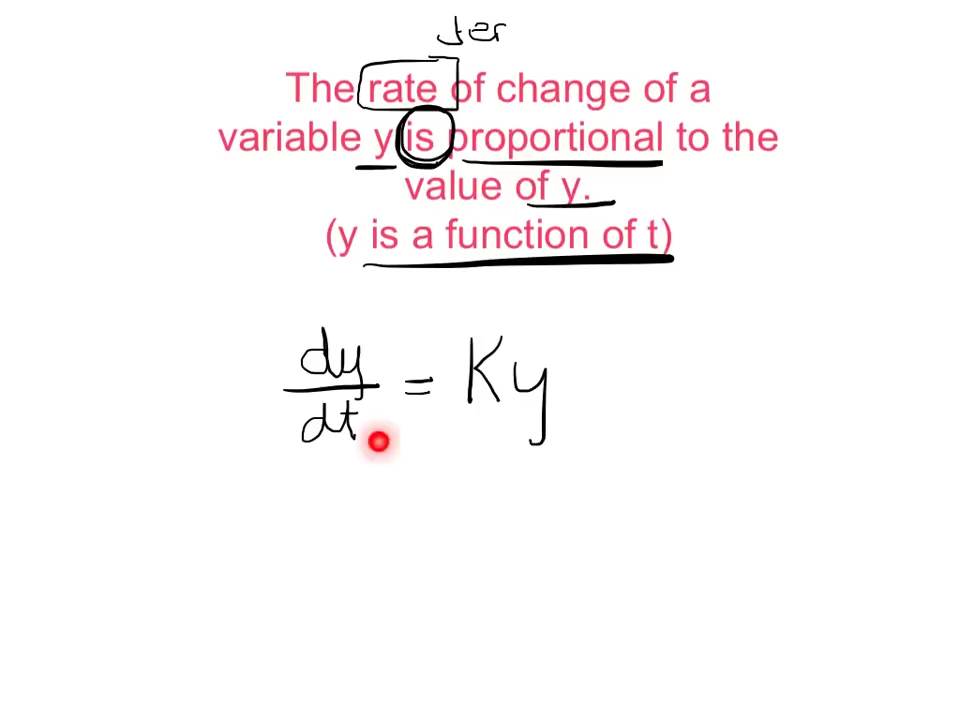 The rate of change of a
variable y is proportional to the
value of y.
(y is a function of t)
dy/dt = Ky